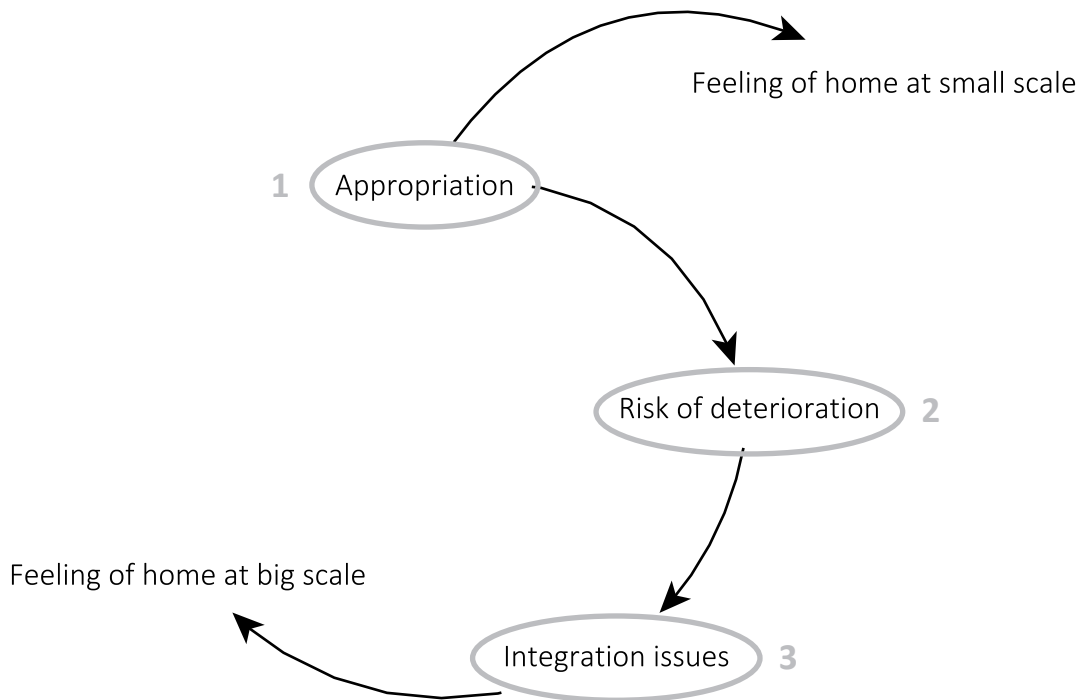 Feeling of home at small scale
1 Appropriation
Risk of deterioration 2
Feeling of home at big scale
Integration issues 3